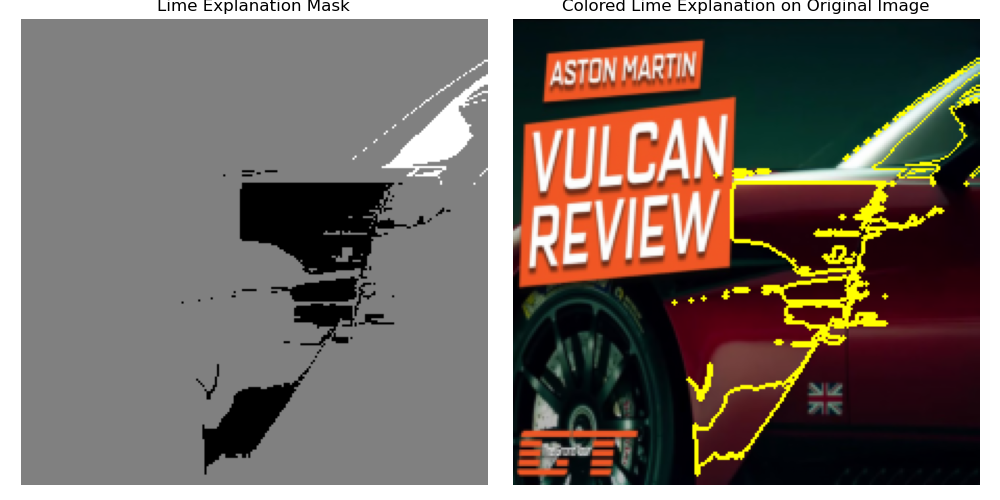 Lime Explanation Mask
Colored Lime Explanation on Original Image
ASTON MARTIN
VULCAN
REVIEW